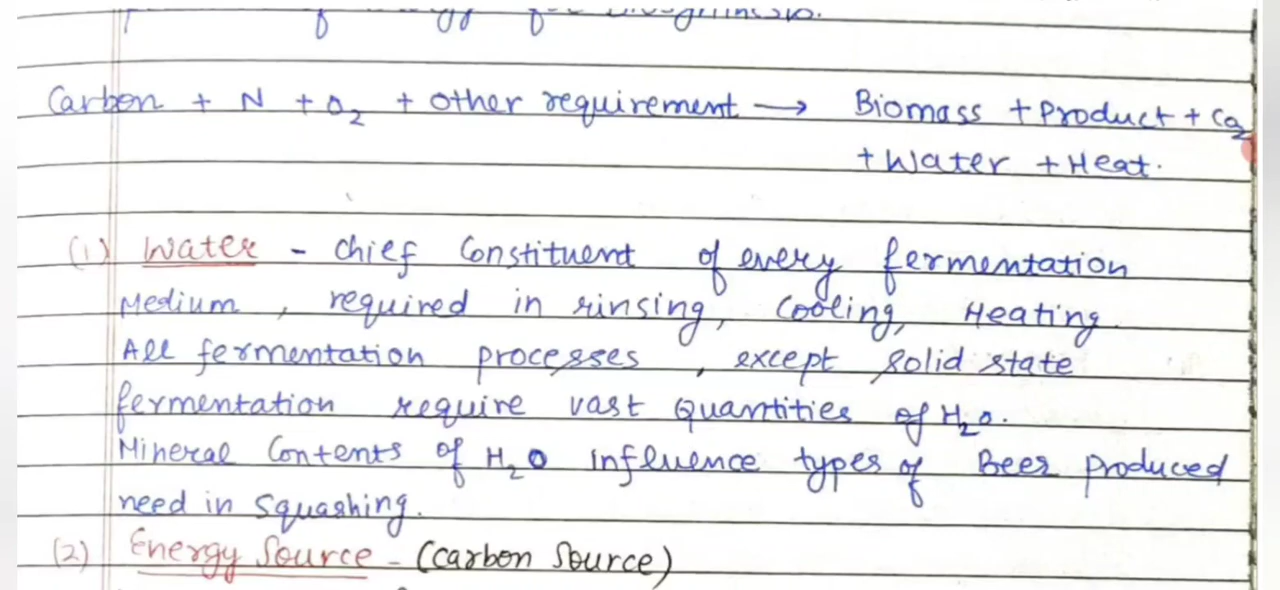 Carbon + N + O₂ + other requirement → Biomass + Product + CO₂
+ Water + Heat.
(1) Water - chief Constituent of every fermentation
Medium, required in rinsing, Cooling, Heating.
All fermentation processes, except solid state
fermentation require vast quantities of H₂O.
Mineral Contents of H₂O influence types of Beer produced
need in squashing.
(2) Energy Source - (carbon source)